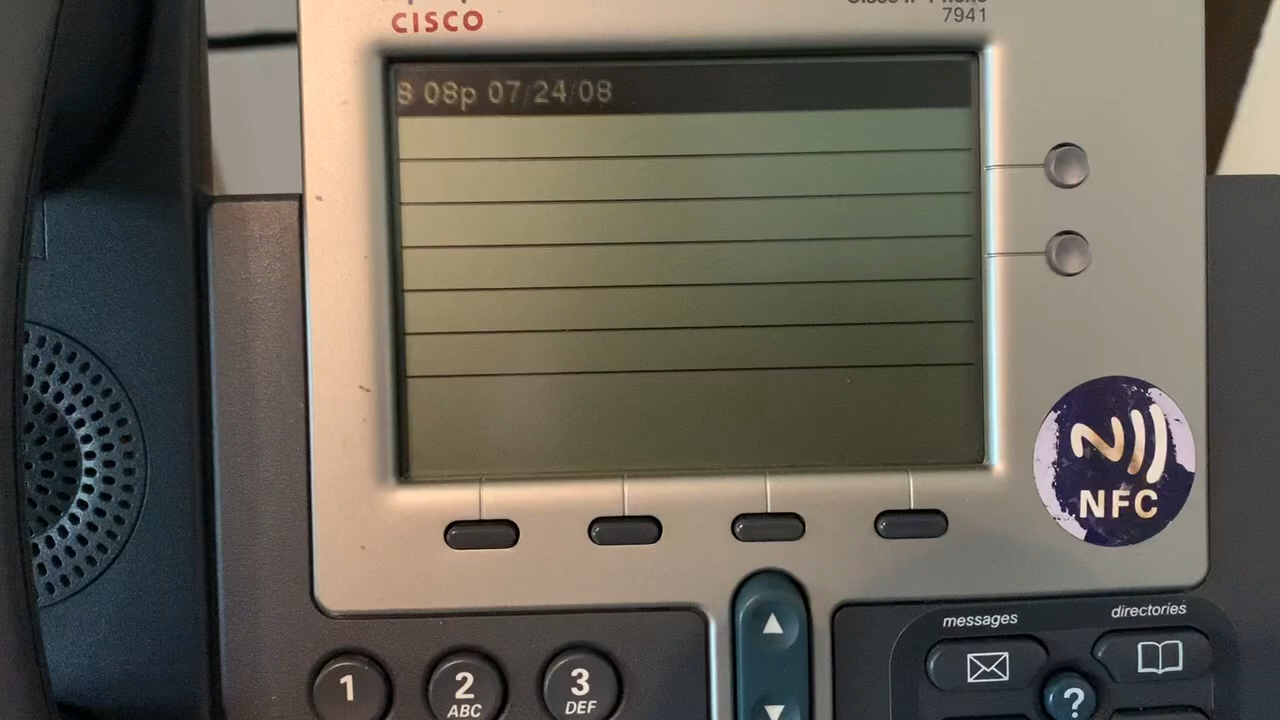 CISCO
7941
8 08p 07/24/08
NFC
messages
directories
1
2
ABC
3
DEF
?